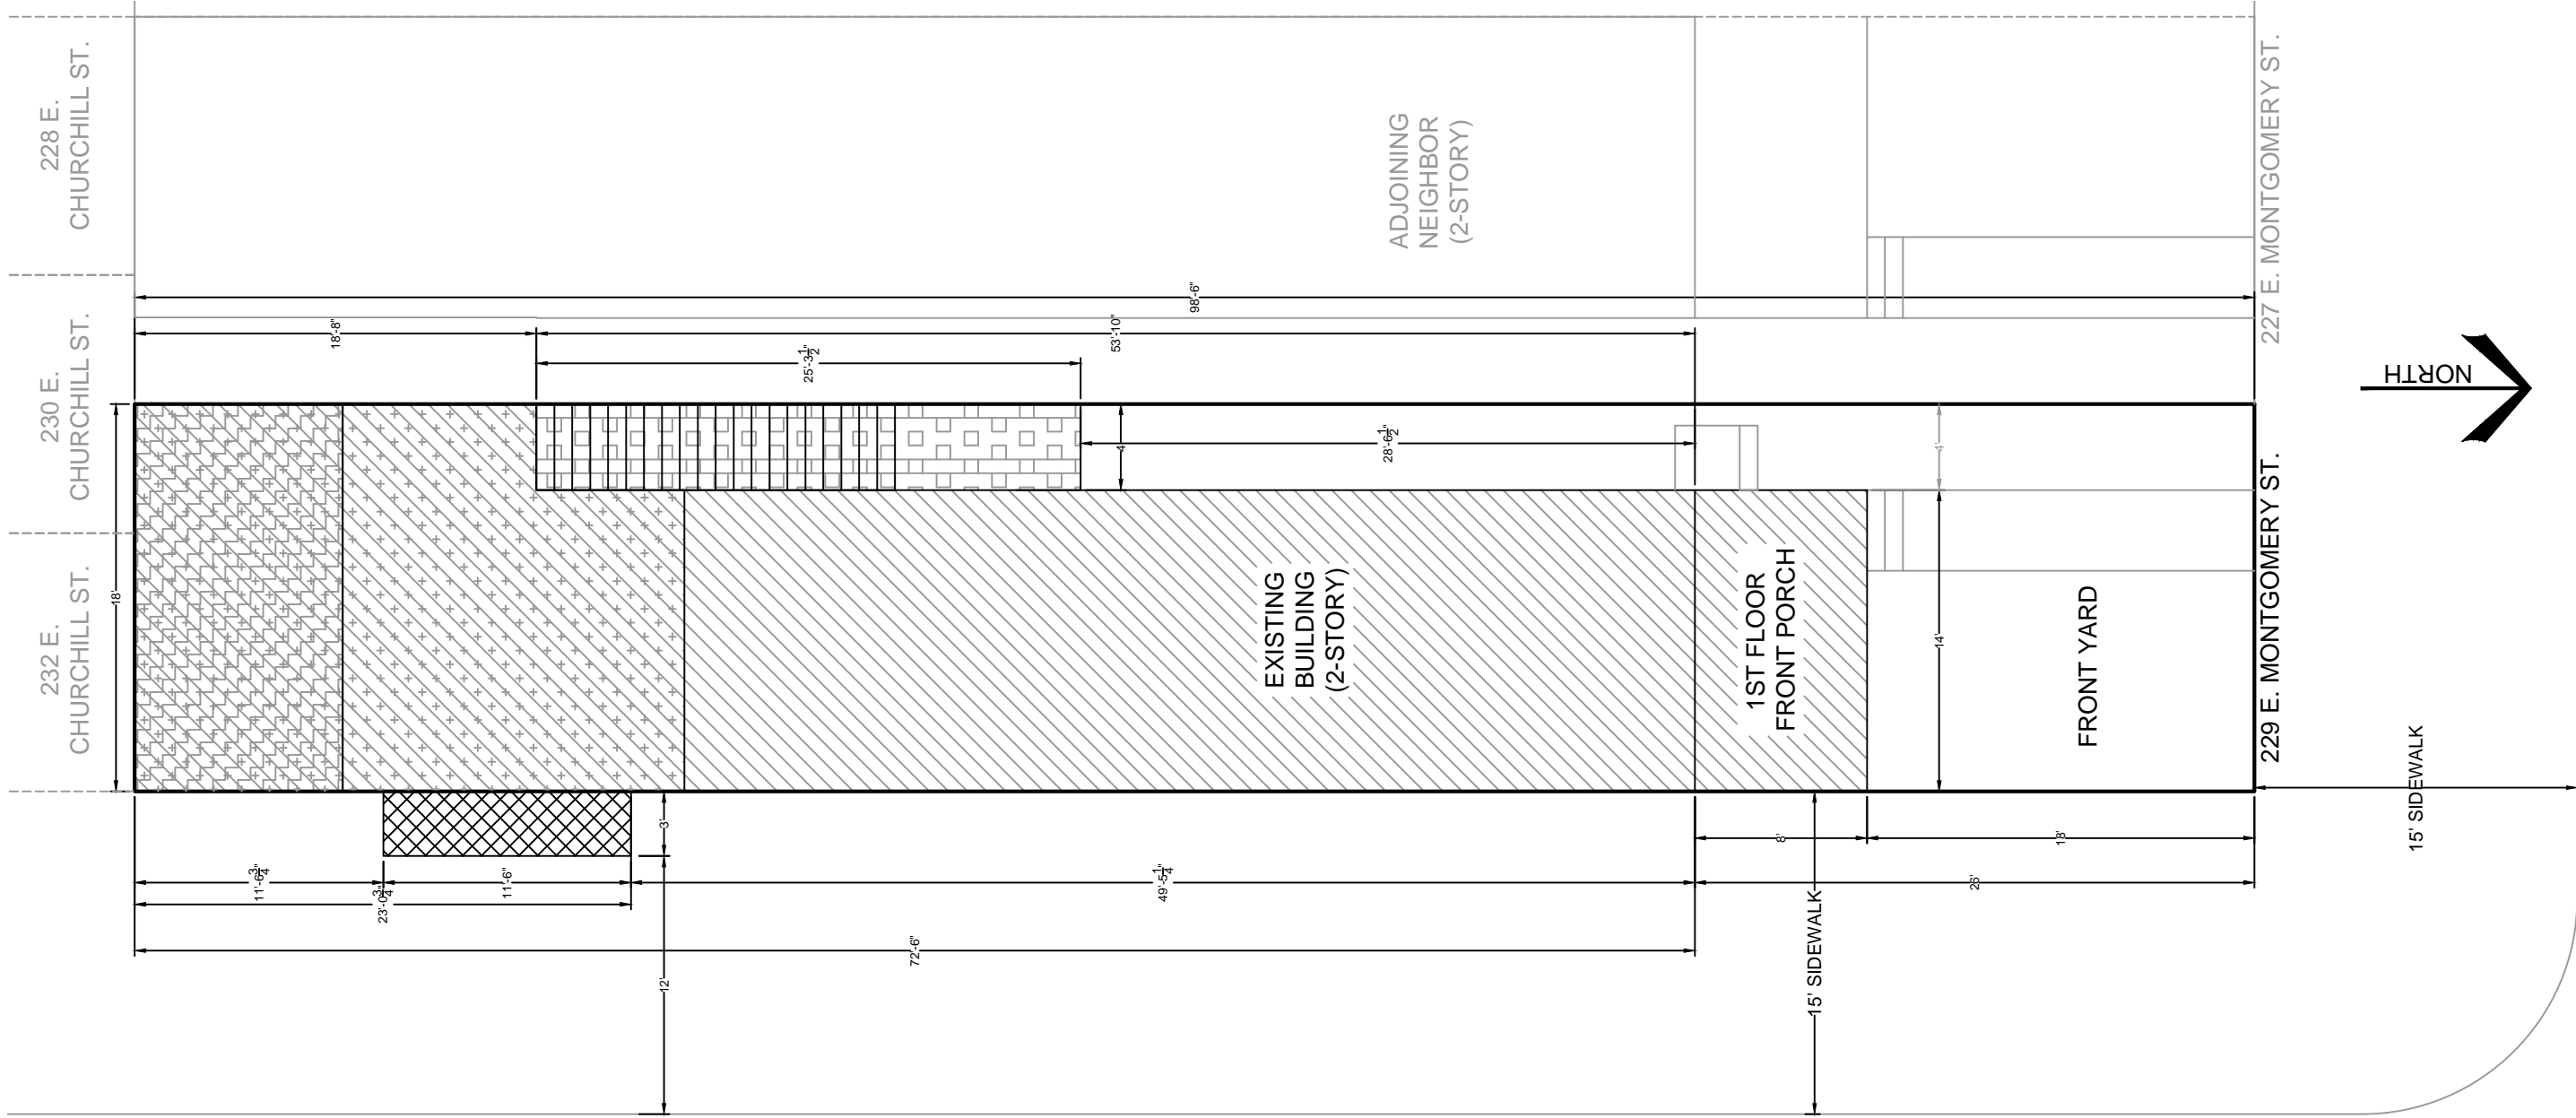 228 E.
CHURCHILL ST.
230 E.
CHURCHILL ST.
232 E.
CHURCHILL ST.
ADJOINING
NEIGHBOR
(2-STORY)
227 E. MONTGOMERY ST.
98'-6"
18'-8"
53'-10"
25'-3 1/2"
28'-6 1/2"
4'
4'
18'
14'
EXISTING
BUILDING
(2-STORY)
1ST FLOOR
FRONT PORCH
FRONT YARD
229 E. MONTGOMERY ST.
NORTH
3'
12'
8'
18'
11'-6 3/4"
11'-6"
23'-0 3/4"
49'-5 1/4"
26'
72'-6"
15' SIDEWALK
15' SIDEWALK